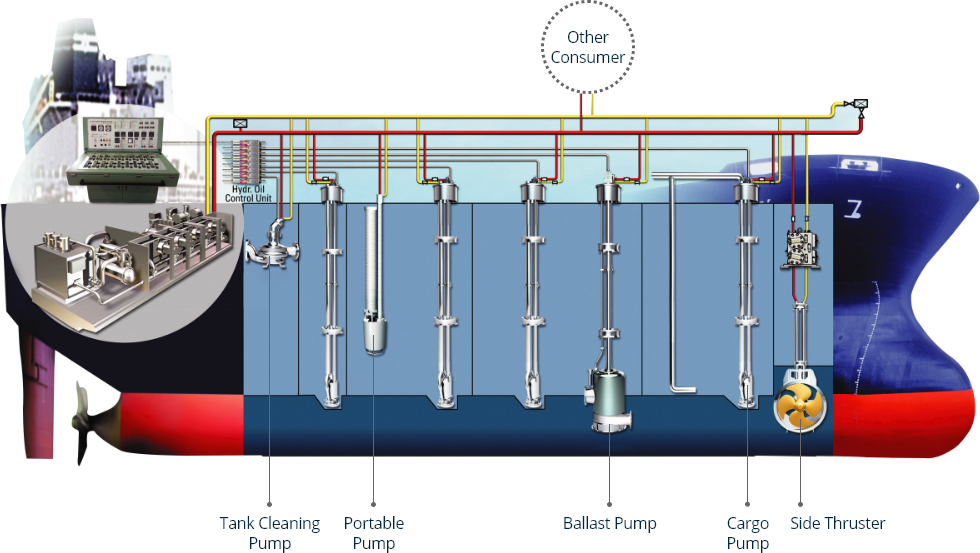 Other
Consumer
Hydr. Oil
Control Unit
Tank Cleaning
Pump
Portable
Pump
Ballast Pump
Cargo
Pump
Side Thruster